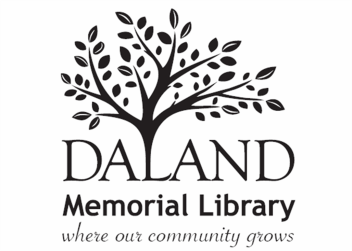 DALAND
Memorial Library
where our community grows